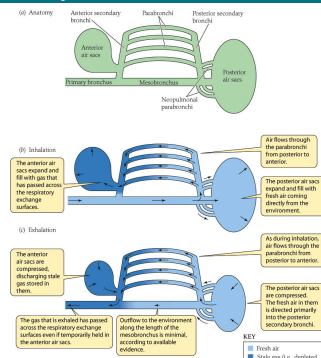 (a) Anatomy
Anterior secondary
bronchi
Parabronchi
Posterior secondary
bronchi
Anterior
air sacs
Posterior
air sacs
Primary bronchus
Mesobronchus
Neopulmonal
parabronchi
(b) Inhalation
Air flows through
the parabronchi
from posterior to
anterior.
The anterior air
sacs expand and
fill with gas that
has passed across
the respiratory
exchange
surfaces.
The posterior air sacs
expand and fill with
fresh air coming
directly from the
environment.
(c) Exhalation
As during inhalation,
air flows through the
parabronchi from
posterior to anterior.
The anterior
air sacs are
compressed,
discharging stale
gas stored in
them.
The posterior air sacs
are compressed.
The fresh air in them
is directed primarily
into the posterior
secondary bronchi.
The gas that is exhaled has passed
across the respiratory exchange
surfaces even if temporarily held in
the anterior air sacs.
Outflow to the environment
along the length of the
mesobronchus is minimal,
according to available
evidence.
KEY
Fresh air
Stale gas (i.e., depleted